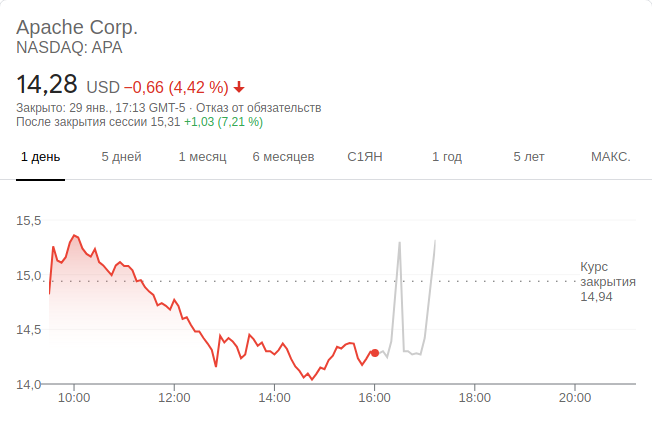 Apache Corp.
NASDAQ: APA
14,28 USD −0,66 (4,42 %)
Закрыто: 29 янв., 17:13 GMT-5 · Отказ от обязательств
После закрытия сессии 15,31 +1,03 (7,21 %)
1 день 5 дней 1 месяц 6 месяцев С1ЯН 1 год 5 лет МАКС.
15,5
15,0
14,5
14,0
Курс
закрытия
14,94
10:00 12:00 14:00 16:00 18:00 20:00